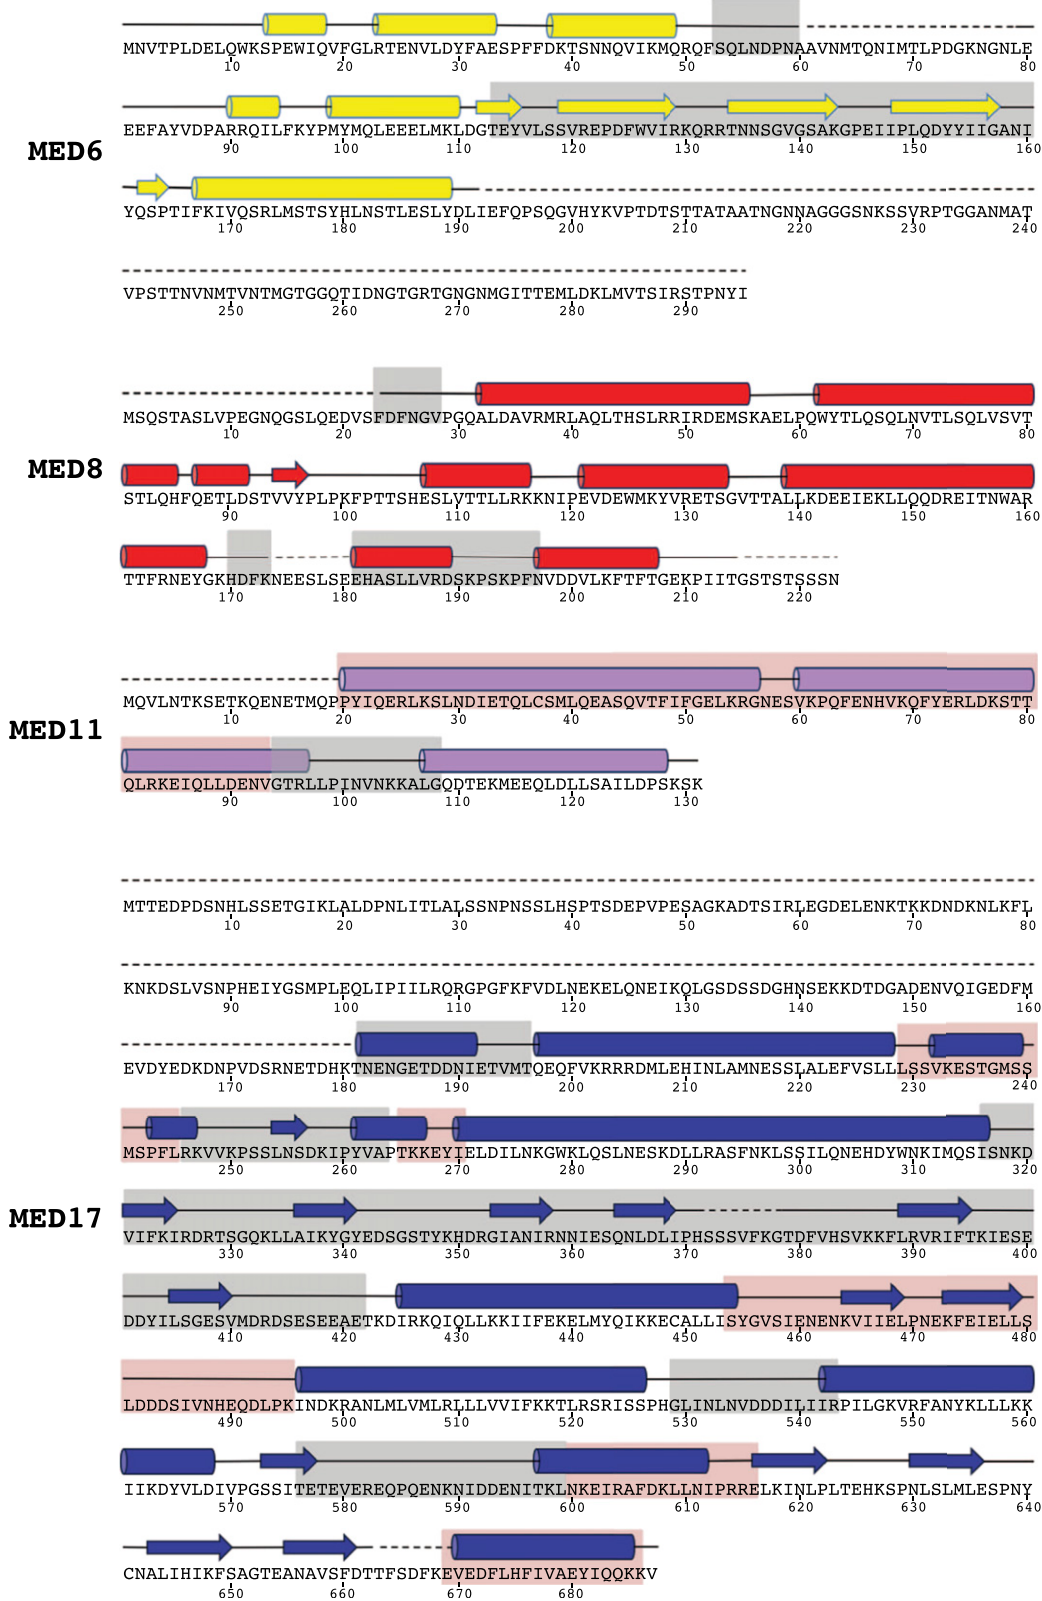 MNVTPLDELQWKSPEWIQVFGLRTENVLDYFAESPFFDKTSNNQVIKMQRQFSQLNDPNAAVNMTQNIMTLPDGKNGNLE
10 20 30 40 50 60 70 80
EEFAYVDPARRQILFKYPMYMQLEEELMKLDGTEYVLSSVREPDFWVIRKQRRTNNSGVGSAKGPEIIPLQDYYIIGANI
90 100 110 120 130 140 150 160
MED6
YQSPTIFKIVQSRLMSTSYHLNSTLESLYDLIEFQPSQGVHYKVPTDTSTTATAATNGNNAGGGSNKSSVRPTGGANMAT
170 180 190 200 210 220 230 240
VPSTTNVNMTVNTMGTGGQTIDNGTGRTGNGNMGITTEMLDKLMVTSIRSTPNYI
250 260 270 280 290
MSQSTASLVPEGNQGSLQEDVSFDFNGVPGQALDAVRMRLAQLTHSLRRIRDEMSKAELPQWYTLQSQLNVTLSQLVSVT
10 20 30 40 50 60 70 80
MED8
STLQHFQETLDSTVVYPLPKFPTTSHESLVTTLLRKKNIPEVDEWMKYVRETSGVTTALLKDEEIEKLLQQDREITNWAR
90 100 110 120 130 140 150 160
TTFRNEYGKHDFKNEESLSEEHASLLVRDSKPSKPFNVDDVLKFTFTGEKPIITGSTSTSSSN
170 180 190 200 210 220
MQVLNTKSETKQENETMQPPYIQERLKSLNDIETQLCSMLQEASQVTFIFGELKRGNESVKPQFENHVKQFYERLDKSTT
10 20 30 40 50 60 70 80
MED11
QLRKEIQLLDENVGTRLLPINVNKKALGQDTEKMEEQLDLLSAILDPSKSK
90 100 110 120 130
MTTEDPDSNHLSSETGIKLALDPNLITLALSSNPNSSLHSPTSDEPVPESAGKADTSIRLEGDELENKTKKDNDKNLKFL
10 20 30 40 50 60 70 80
KNKDSLVSNPHEIYGSMPLEQLIPIILRQRGPGFKFVDLNEKELQNEIKQLGSDSSDGHNSEKKDTDGADENVQIGEDFM
90 100 110 120 130 140 150 160
EVDYEDKDNPVDSRNETDHKTNENGETDDNIETVMTQEQFVKRRRDMLEHINLAMNESSLALEFVSLLLSSVKESTGMSS
170 180 190 200 210 220 230 240
MSPFLRKVVKPSSLNSDKIPYVAPTKKEYIELDILNKGWKLQSLNESKDLLRASFNKLSSILQNEHDYWNKIMQSISNKD
250 260 270 280 290 300 310 320
MED17
VIFKIRDRTSGQKLLAIKYGYEDSGSTYKHDRGIANIRNNIESQNLDLIPHSSSVFKGTDFVHSVKKFLRVRIFTKIESE
330 340 350 360 370 380 390 400
DDYILSGESVMDRDSESEEAETKDIRKQIQLLKKIIFEKELMYQIKKECALLISYGVSIENENKVIIELPNEKFEIELLS
410 420 430 440 450 460 470 480
LDDDSIVNHEQDLPKINDKRANLMLVMLRLLLVVIFKKTLRSRISSPHGLINLNVDDDILIIRPILGKVRFANYKLLLKK
490 500 510 520 530 540 550 560
IIKDYVLDIVPGSSITETEVEREQPQENKNIDDENITKLNKEIRAFDKLLNIPRRELKINLPLTEHKSPNLSLMLESPNY
570 580 590 600 610 620 630 640
CNALIHIKFSAGTEANAVSFDTTFSDFKEVEDFLHFIVAEYIQQKKV
650 660 670 680